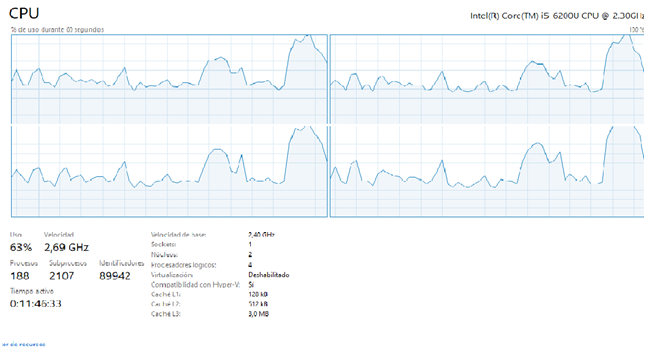 CPU
Intel(R) Core(TM) i5-6200U CPU @ 2.30GHz
% de uso durante 60 segundos
100 %
Uso
Velocidad
63%
2,69 GHz
Procesos
Subprocesos
Identificadores
188
2107
89942
Tiempo activo
0:11:46:33
Velocidad de base:
2,40 GHz
Sockets:
1
Núcleos:
2
Procesadores lógicos:
4
Virtualización:
Deshabilitado
Compatibilidad con Hyper-V:
Sí
Caché L1:
128 kB
Caché L2:
512 kB
Caché L3:
3,0 MB